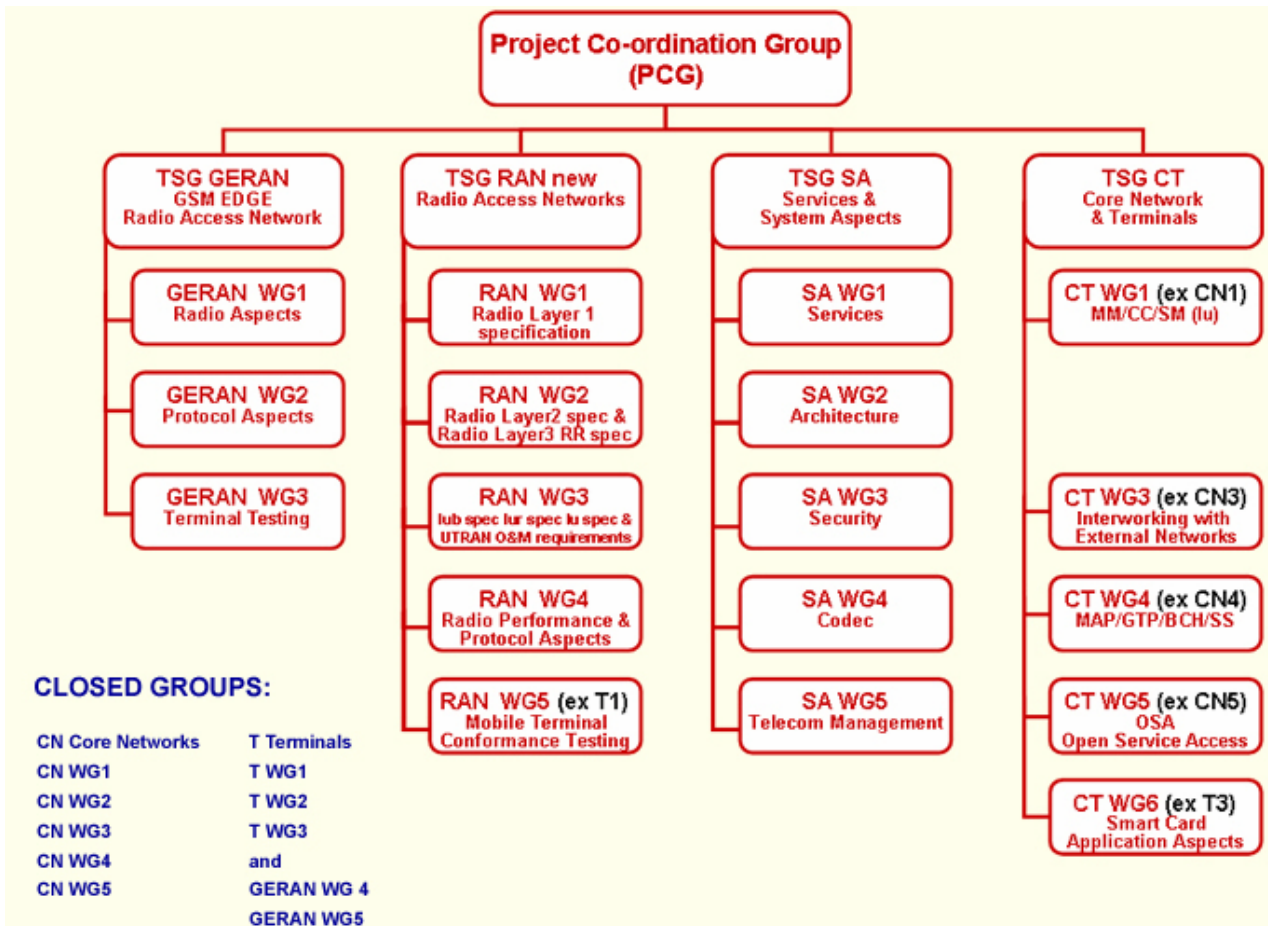 Project Co-ordination Group
(PCG)
TSG GERAN
GSM EDGE
Radio Access Network
GERAN WG1
Radio Aspects
GERAN WG2
Protocol Aspects
GERAN WG3
Terminal Testing
TSG RAN new
Radio Access Networks
RAN WG1
Radio Layer 1
specification
RAN WG2
Radio Layer2 spec &
Radio Layer3 RR spec
RAN WG3
Iub spec Iur spec Iu spec &
UTRAN O&M requirements
RAN WG4
Radio Performance &
Protocol Aspects
RAN WG5 (ex T1)
Mobile Terminal
Conformance Testing
TSG SA
Services &
System Aspects
SA WG1
Services
SA WG2
Architecture
SA WG3
Security
SA WG4
Codec
SA WG5
Telecom Management
TSG CT
Core Network
& Terminals
CT WG1 (ex CN1)
MM/CC/SM (Iu)
CT WG3 (ex CN3)
Interworking with
External Networks
CT WG4 (ex CN4)
MAP/GTP/BCH/SS
CT WG5 (ex CN5)
OSA
Open Service Access
CT WG6 (ex T3)
Smart Card
Application Aspects
CLOSED GROUPS:
CN Core Networks
CN WG1
CN WG2
CN WG3
CN WG4
CN WG5
T Terminals
T WG1
T WG2
T WG3
and
GERAN WG 4
GERAN WG5